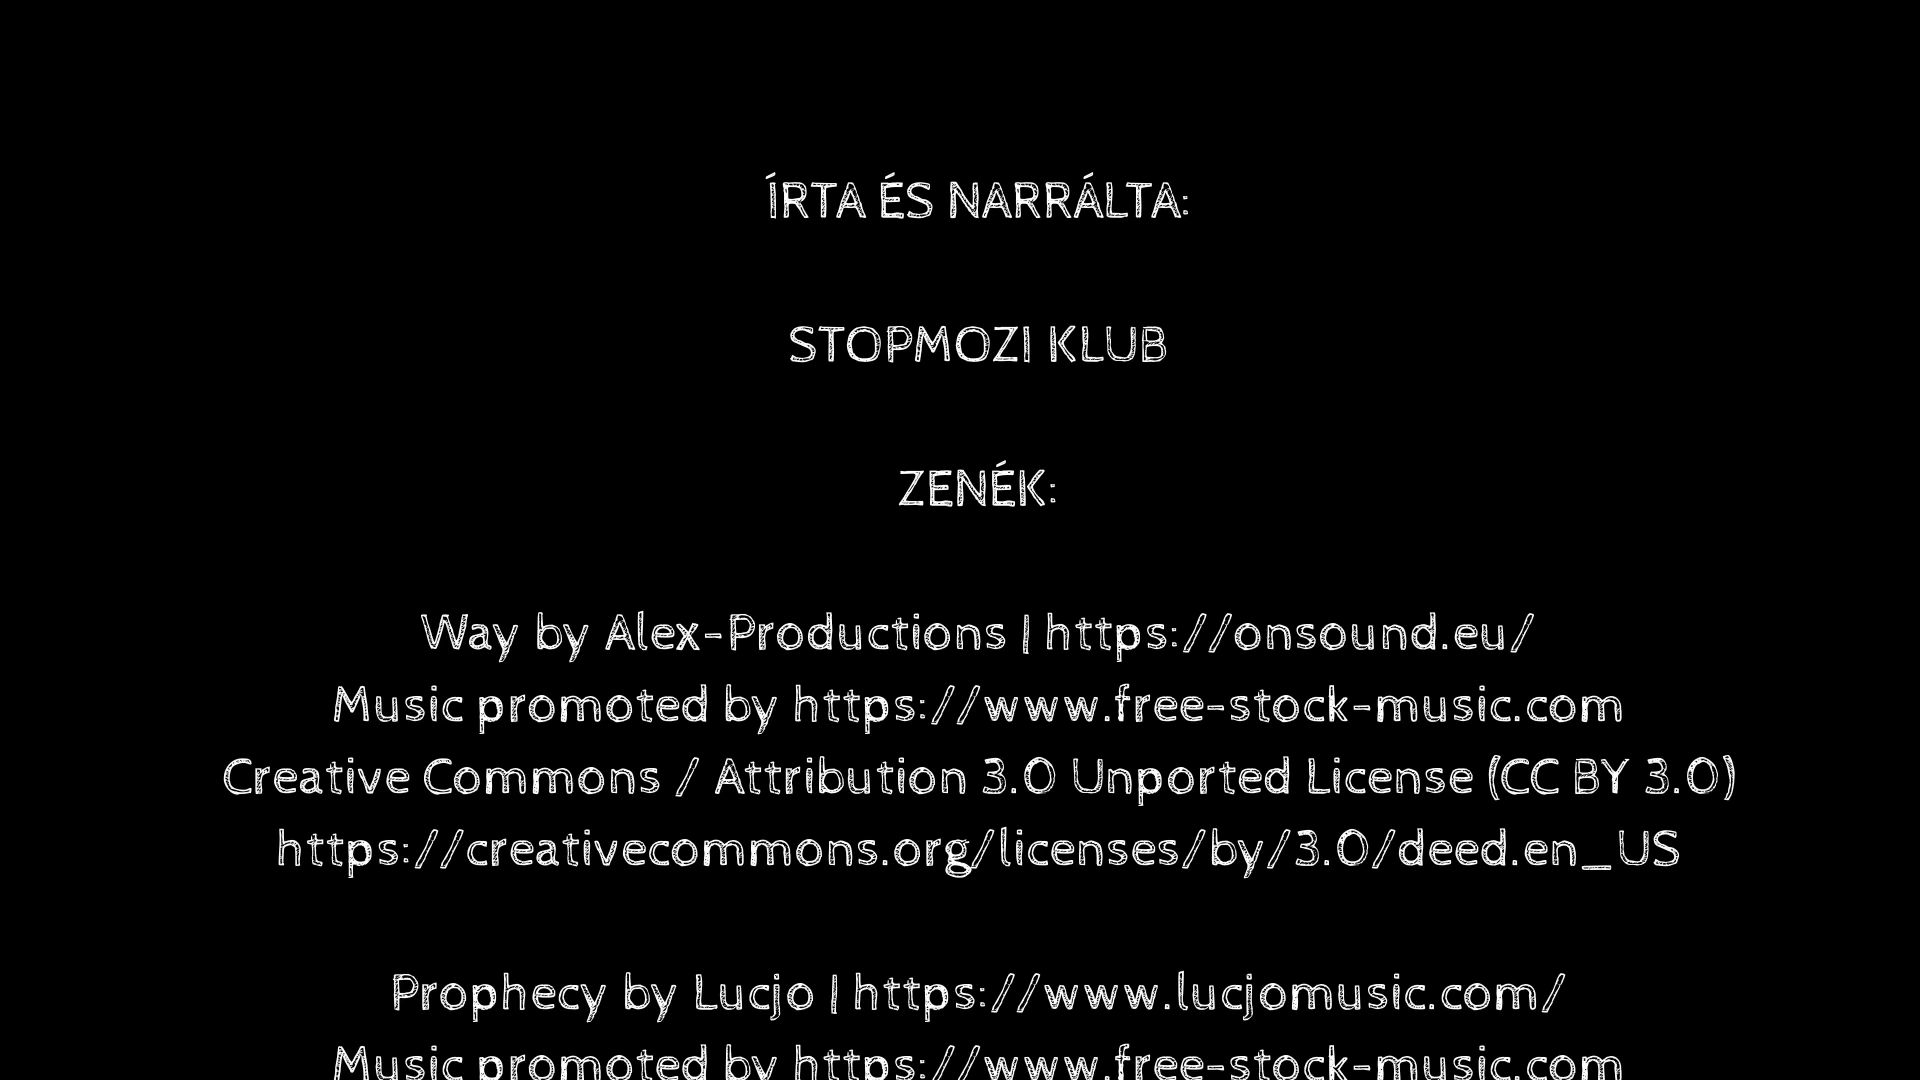 ÍRTA ÉS NARRÁLTA:
STOPMOZI KLUB
ZENÉK:
Way by Alex-Productions | https://onsound.eu/
Music promoted by https://www.free-stock-music.com
Creative Commons / Attribution 3.0 Unported License (CC BY 3.0)
https://creativecommons.org/licenses/by/3.0/deed.en_US
Prophecy by Lucjo | https://www.lucjomusic.com/
Music promoted by https://www.free-stock-music.com